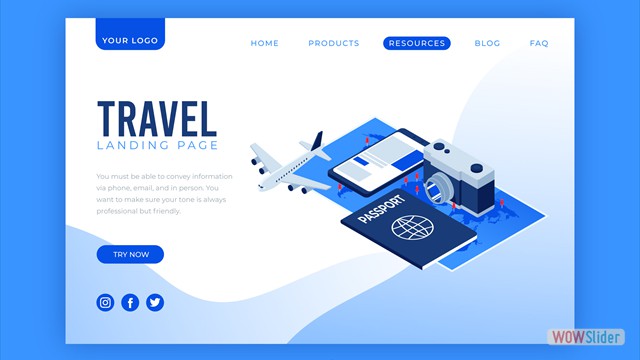 YOUR LOGO
HOME PRODUCTS RESOURCES BLOG FAQ
TRAVEL
LANDING PAGE
You must be able to convey information
via phone, email, and in person. You
want to make sure your tone is always
professional but friendly.
TRY NOW
PASSPORT
WOWSlider